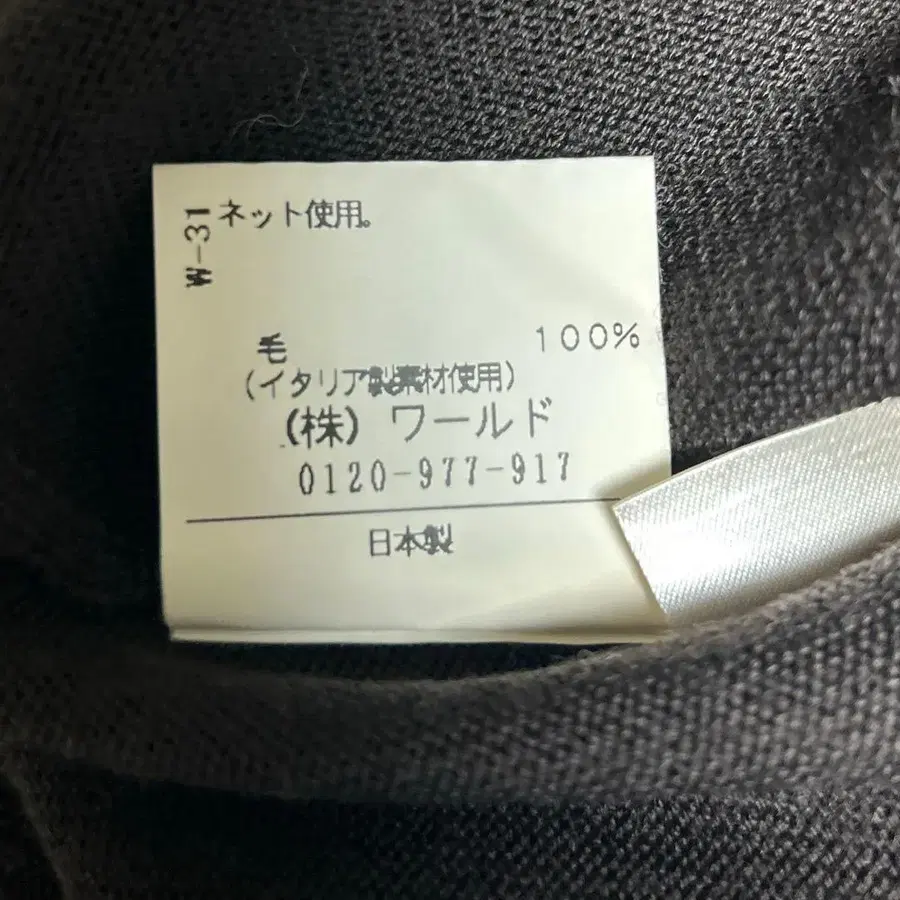 W-31
ネット使用。
毛 100%
(イタリア製素材使用)
(株) ワールド
0120-977-917
日本製